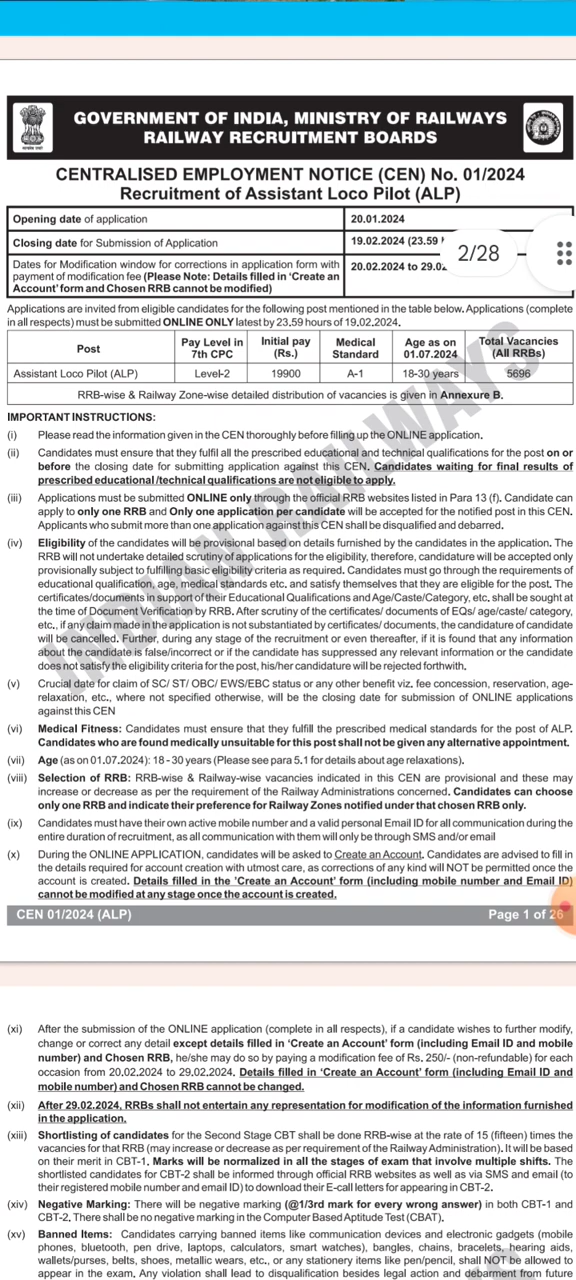 GOVERNMENT OF INDIA, MINISTRY OF RAILWAYS
RAILWAY RECRUITMENT BOARDS
CENTRALISED EMPLOYMENT NOTICE (CEN) No. 01/2024
Recruitment of Assistant Loco Pilot (ALP)
Opening date of application 20.01.2024
Closing date for Submission of Application 19.02.2024 (23.59
Dates for Modification window for corrections in application form with
payment of modification fee (Please Note: Details filled in 'Create an 20.02.2024 to 29.02
Account' form and Chosen RRB cannot be modified)
2/28
Applications are invited from eligible candidates for the following post mentioned in the table below. Applications (complete
in all respects) must be submitted ONLINE ONLY latest by 23.59 hours of 19.02.2024.
Post Pay Level in 7th CPC Initial pay (Rs.) Medical Standard Age as on 01.07.2024 Total Vacancies (All RRBs)
Assistant Loco Pilot (ALP) Level-2 19900 A-1 18-30 years 5696
RRB-wise & Railway Zone-wise detailed distribution of vacancies is given in Annexure B.
INDIAN RAILWAYS
IMPORTANT INSTRUCTIONS:
(i) Please read the information given in the CEN thoroughly before filling up the ONLINE application.
(ii) Candidates must ensure that they fulfil all the prescribed educational and technical qualifications for the post on or
before the closing date for submitting application against this CEN. Candidates waiting for final results of
prescribed educational /technical qualifications are not eligible to apply.
(iii) Applications must be submitted ONLINE only through the official RRB websites listed in Para 13 (f). Candidate can
apply to only one RRB and Only one application per candidate will be accepted for the notified post in this CEN.
Applicants who submit more than one application against this CEN shall be disqualified and debarred.
(iv) Eligibility of the candidates will be provisional based on details furnished by the candidates in the application. The
RRB will not undertake detailed scrutiny of applications for the eligibility, therefore, candidature will be accepted only
provisionally subject to fulfilling basic eligibility criteria as required. Candidates must go through the requirements of
educational qualification, age, medical standards etc. and satisfy themselves that they are eligible for the post. The
certificates/documents in support of their Educational Qualifications and Age/Caste/Category, etc. shall be sought at
the time of Document Verification by RRB. After scrutiny of the certificates/ documents of EQs/ age/caste/ category,
etc., if any claim made in the application is not substantiated by certificates/ documents, the candidature of candidate
will be cancelled. Further, during any stage of the recruitment or even thereafter, if it is found that any information
about the candidate is false/incorrect or if the candidate has suppressed any relevant information or the candidate
does not satisfy the eligibility criteria for the post, his/her candidature will be rejected forthwith.
(v) Crucial date for claim of SC/ ST/ OBC/ EWS/EBC status or any other benefit viz. fee concession, reservation, age-
relaxation, etc., where not specified otherwise, will be the closing date for submission of ONLINE applications
against this CEN
(vi) Medical Fitness: Candidates must ensure that they fulfill the prescribed medical standards for the post of ALP.
Candidates who are found medically unsuitable for this post shall not be given any alternative appointment.
(vii) Age (as on 01.07.2024): 18 - 30 years (Please see para 5.1 for details about age relaxations).
(viii) Selection of RRB: RRB-wise & Railway-wise vacancies indicated in this CEN are provisional and these may
increase or decrease as per the requirement of the Railway Administrations concerned. Candidates can choose
only one RRB and indicate their preference for Railway Zones notified under that chosen RRB only.
(ix) Candidates must have their own active mobile number and a valid personal Email ID for all communication during the
entire duration of recruitment, as all communication with them will only be through SMS and/or email
(x) During the ONLINE APPLICATION, candidates will be asked to Create an Account. Candidates are advised to fill in
the details required for account creation with utmost care, as corrections of any kind will NOT be permitted once the
account is created. Details filled in the 'Create an Account' form (including mobile number and Email ID)
cannot be modified at any stage once the account is created.
CEN 01/2024 (ALP) Page 1 of 26
(xi) After the submission of the ONLINE application (complete in all respects), if a candidate wishes to further modify,
change or correct any detail except details filled in 'Create an Account' form (including Email ID and mobile
number) and Chosen RRB, he/she may do so by paying a modification fee of Rs. 250/- (non-refundable) for each
occasion from 20.02.2024 to 29.02.2024. Details filled in 'Create an Account' form (including Email ID and
mobile number) and Chosen RRB cannot be changed.
(xii) After 29.02.2024, RRBs shall not entertain any representation for modification of the information furnished
in the application.
(xiii) Shortlisting of candidates for the Second Stage CBT shall be done RRB-wise at the rate of 15 (fifteen) times the
vacancies for that RRB (may increase or decrease as per requirement of the Railway Administration). It will be based
on their merit in CBT-1. Marks will be normalized in all the stages of exam that involve multiple shifts. The
shortlisted candidates for CBT-2 shall be informed through official RRB websites as well as via SMS and email (to
their registered mobile number and email ID) to download their E-call letters for appearing in CBT-2.
(xiv) Negative Marking: There will be negative marking (@1/3rd mark for every wrong answer) in both CBT-1 and
CBT-2. There shall be no negative marking in the Computer Based Aptitude Test (CBAT).
(xv) Banned Items: Candidates carrying banned items like communication devices and electronic gadgets (mobile
phones, bluetooth, pen drive, laptops, calculators, smart watches), bangles, chains, bracelets, hearing aids,
wallets/purses, belts, shoes, metallic wears, etc., or any stationery items like pen/pencil, shall NOT be allowed to
appear in the exam. Any violation shall lead to disqualification besides legal action and debarment from future